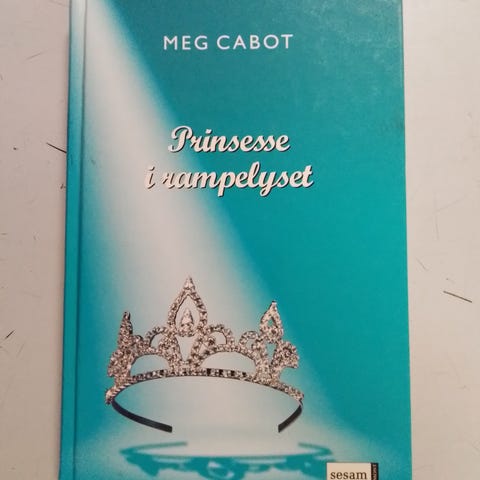 MEG CABOT
Prinsesse
i rampelyset
sesam